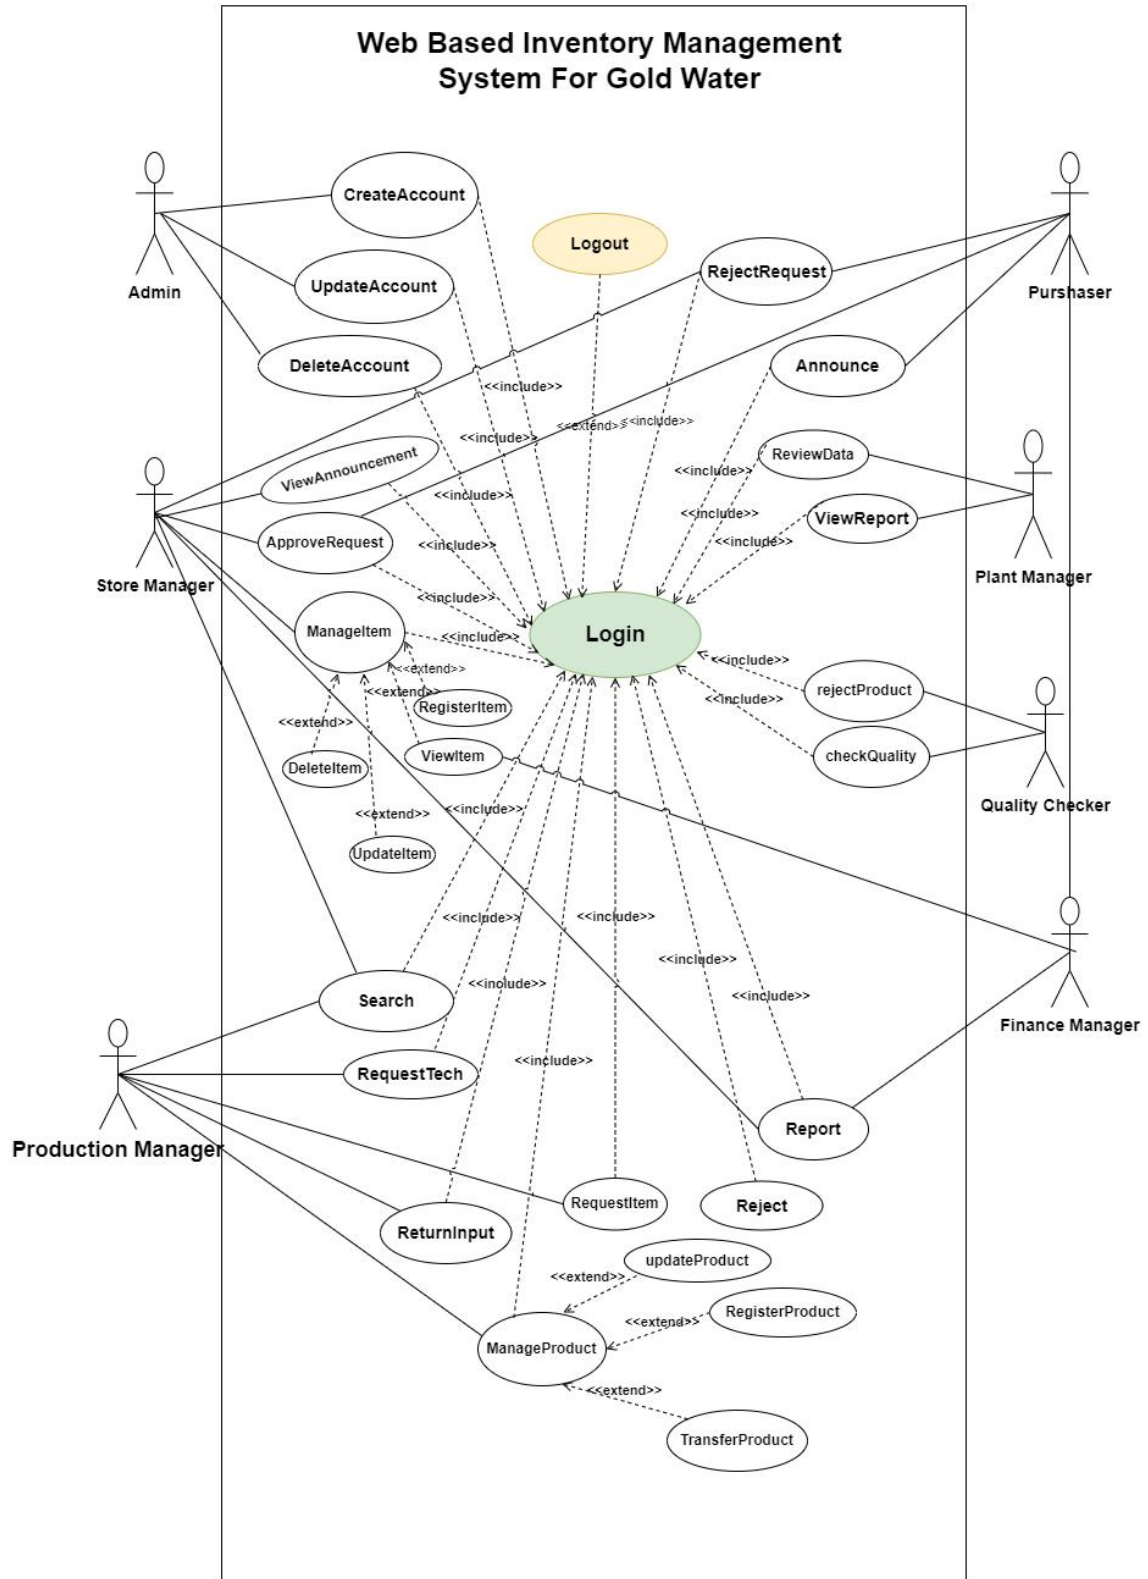 Web Based Inventory Management
System For Gold Water
CreateAccount
Logout
RejectRequest
Admin
UpdateAccount
Purshaser
DeleteAccount
Announce
<<include>>
<<extend>>
<<include>>
<<include>>
ViewAnnouncement
ReviewData
<<include>>
<<include>>
ViewReport
ApproveRequest
<<include>>
<<include>>
Store Manager
Plant Manager
<<include>>
ManageItem
<<include>>
Login
<<include>>
<<extend>>
rejectProduct
<<extend>>
<<include>>
RegisterItem
<<extend>>
ViewItem
checkQuality
DeleteItem
Quality Checker
<<include>>
<<extend>>
UpdateItem
<<include>>
<<include>>
<<include>>
<<include>>
<<include>>
Search
Finance Manager
<<include>>
RequestTech
Report
Production Manager
RequestItem
Reject
ReturnInput
updateProduct
<<extend>>
RegisterProduct
<<extend>>
ManageProduct
<<extend>>
TransferProduct